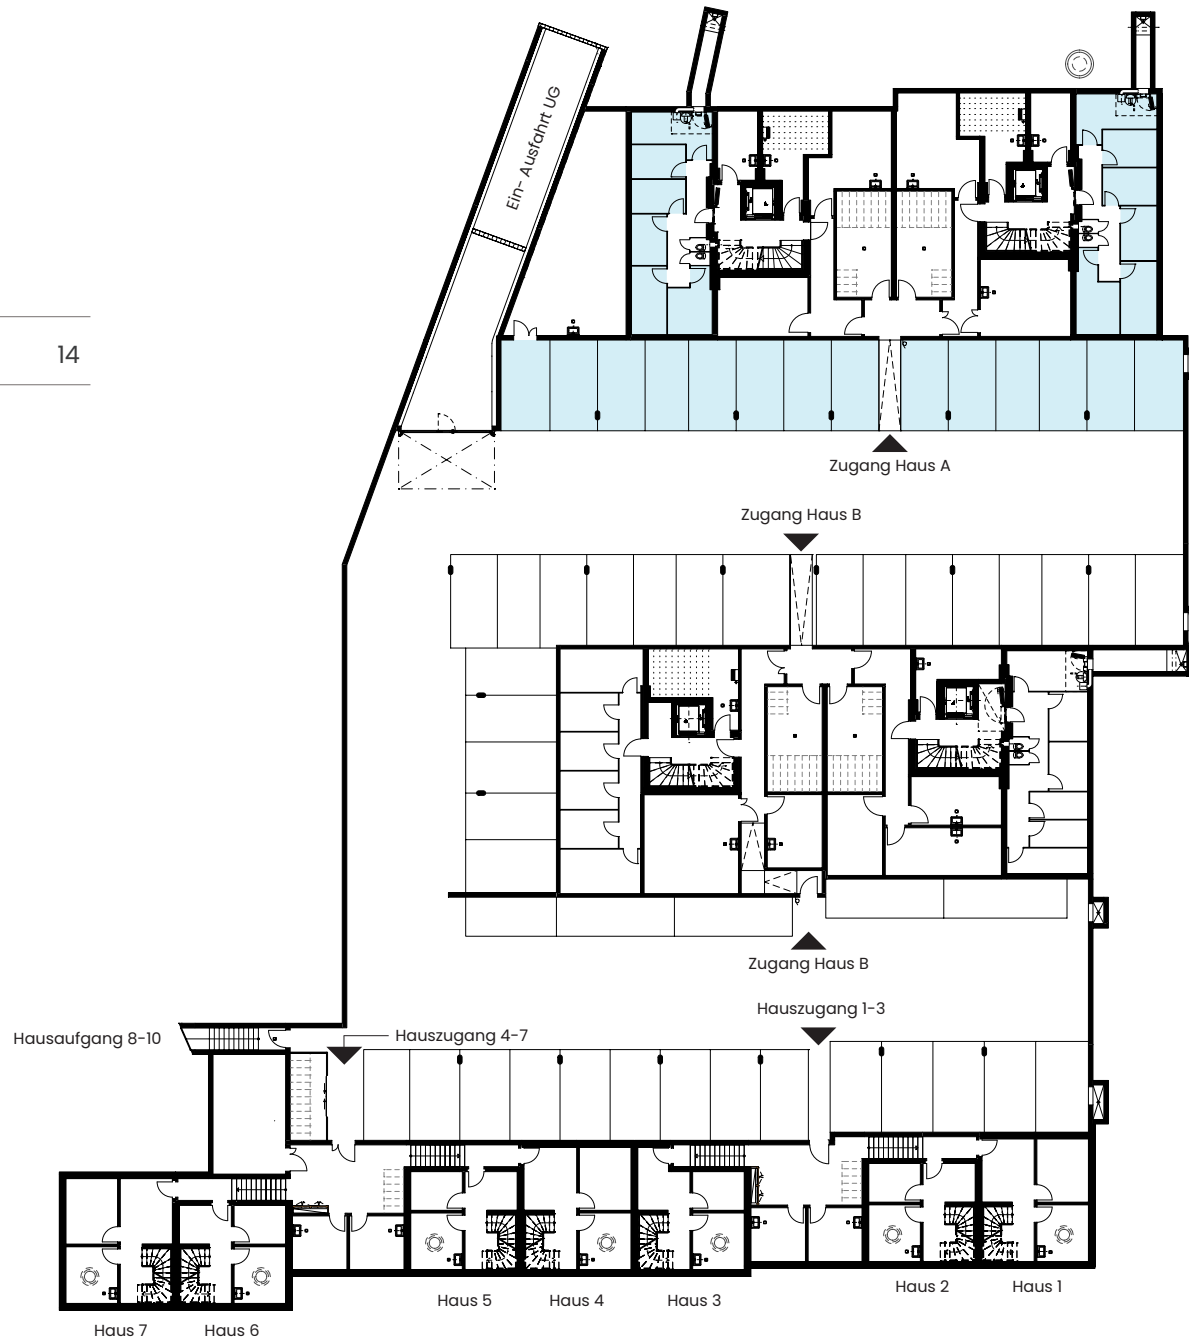 Ein- Ausfahrt UG
14
Zugang Haus A
Zugang Haus B
Zugang Haus B
Hauszugang 1-3
Hausaufgang 8-10
Hauszugang 4-7
Haus 5
Haus 4
Haus 3
Haus 2
Haus 1
Haus 7
Haus 6